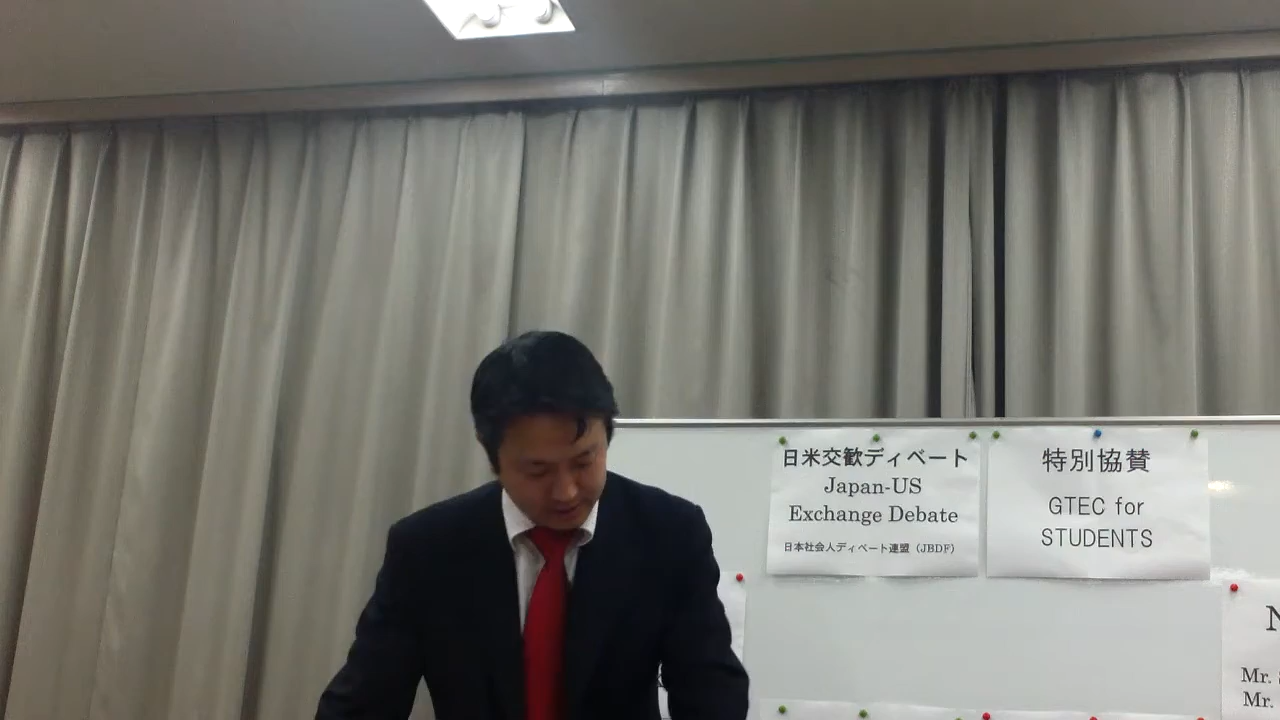 日米交歓ディベート
Japan-US
Exchange Debate
日本社会人ディベート連盟（JBDF）
特別協賛
GTEC for
STUDENTS
N
Mr.
Mr.